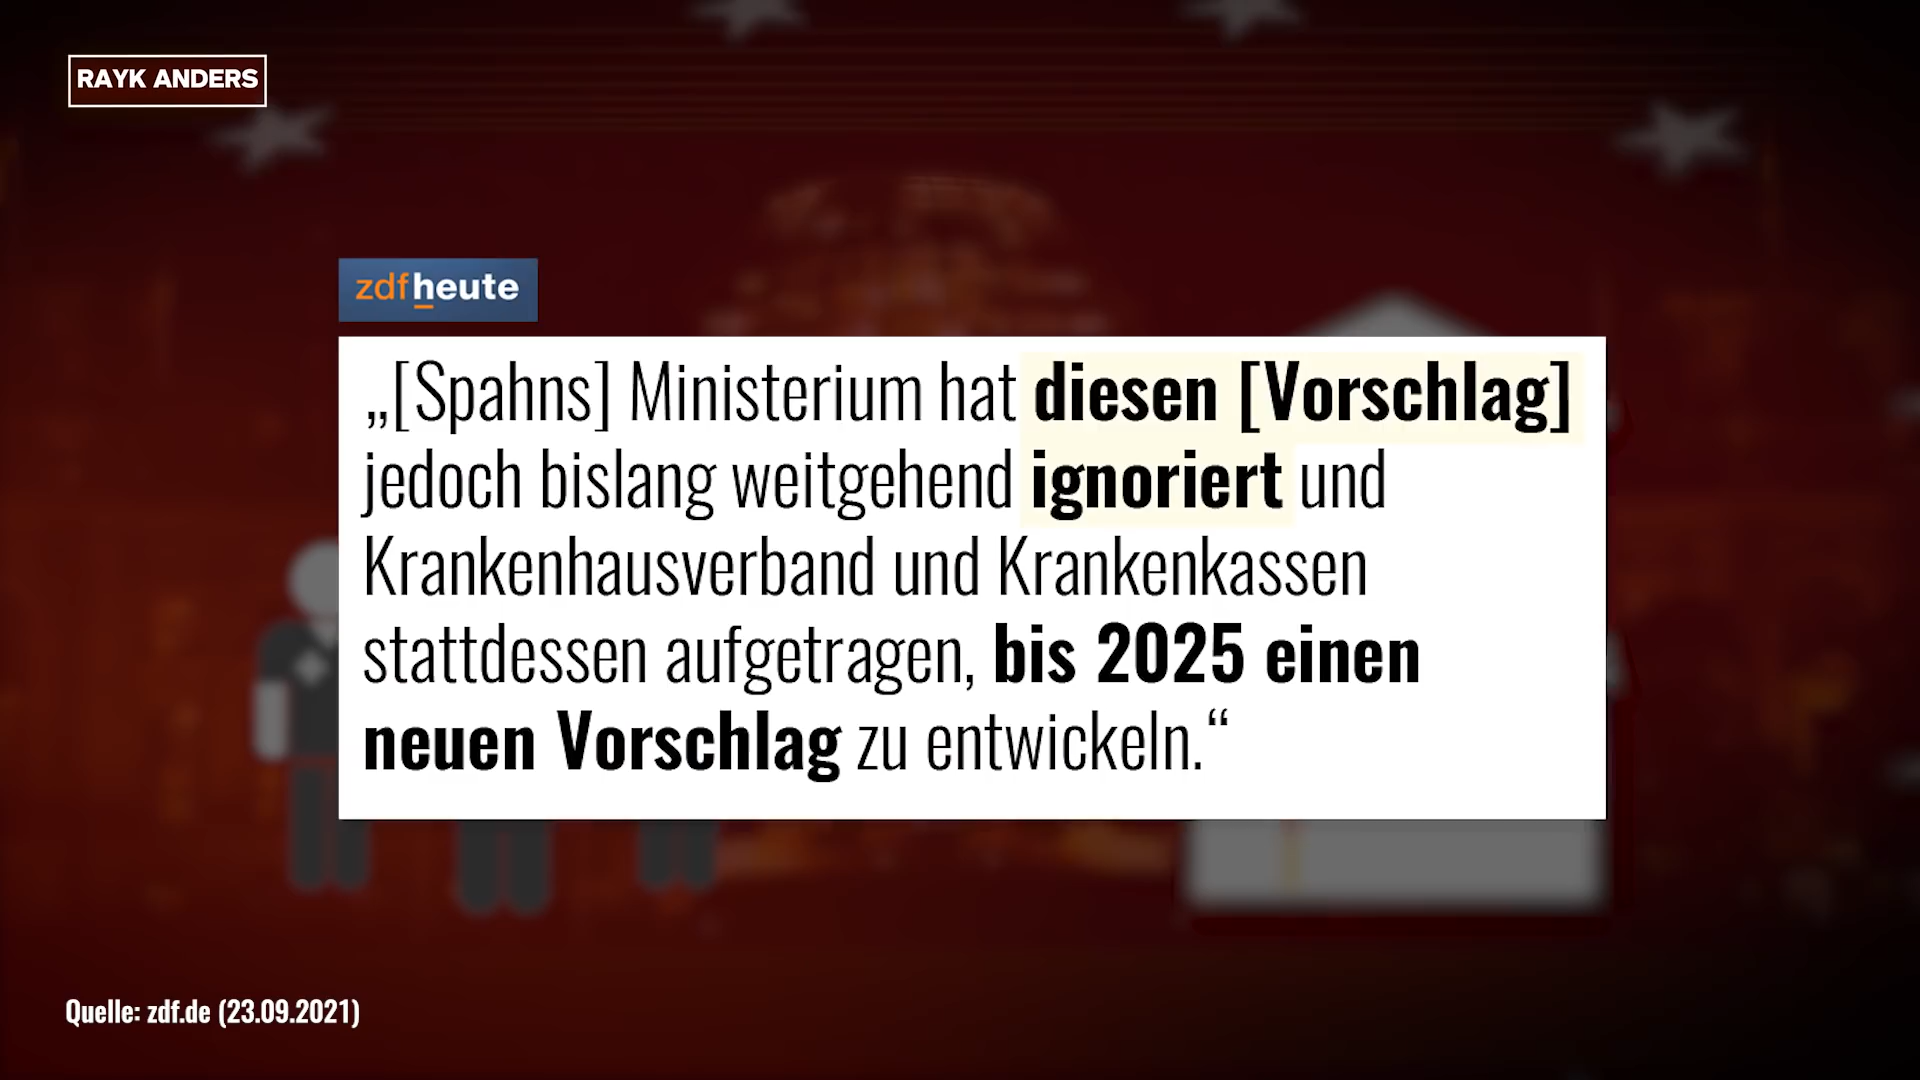 RAYK ANDERS
zdfheute
„[Spahns] Ministerium hat diesen [Vorschlag]
jedoch bislang weitgehend ignoriert und
Krankenhausverband und Krankenkassen
stattdessen aufgetragen, bis 2025 einen
neuen Vorschlag zu entwickeln.“
Quelle: zdf.de (23.09.2021)